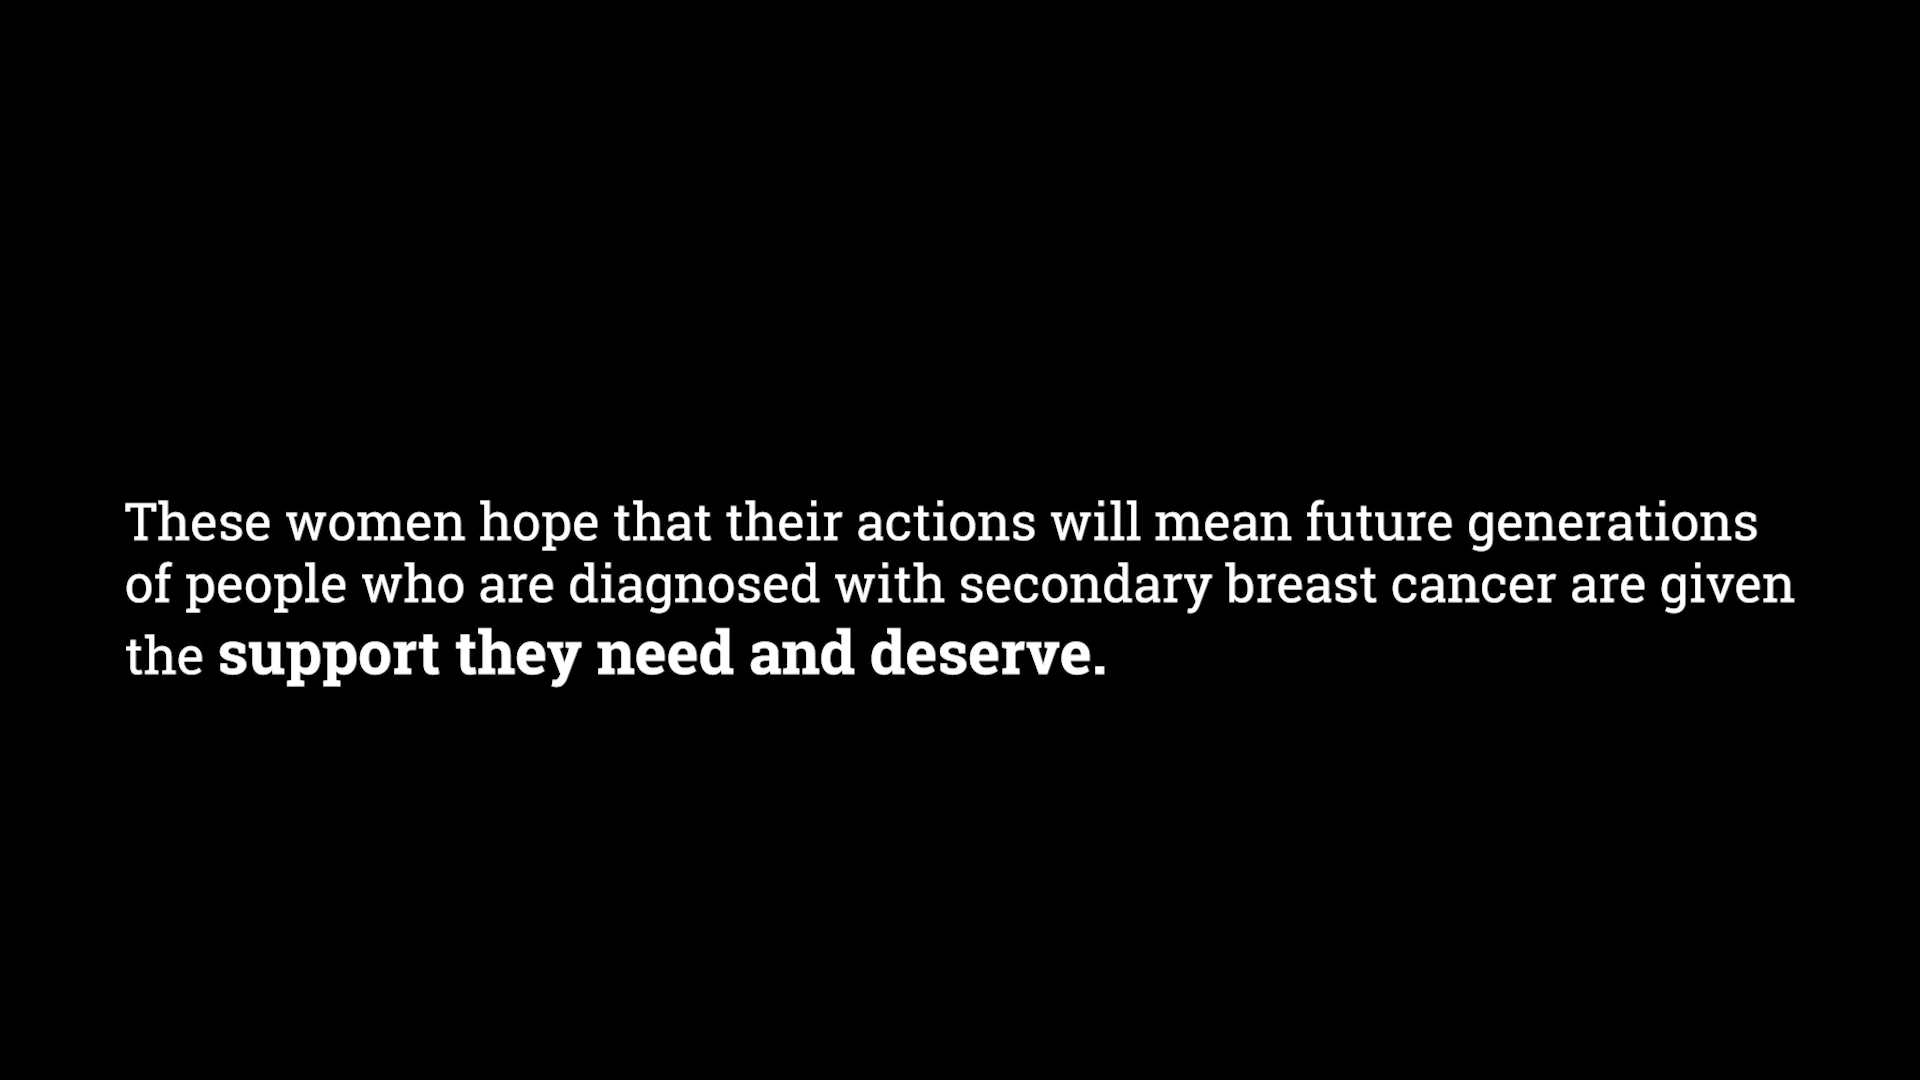 These women hope that their actions will mean future generations
of people who are diagnosed with secondary breast cancer are given
the support they need and deserve.